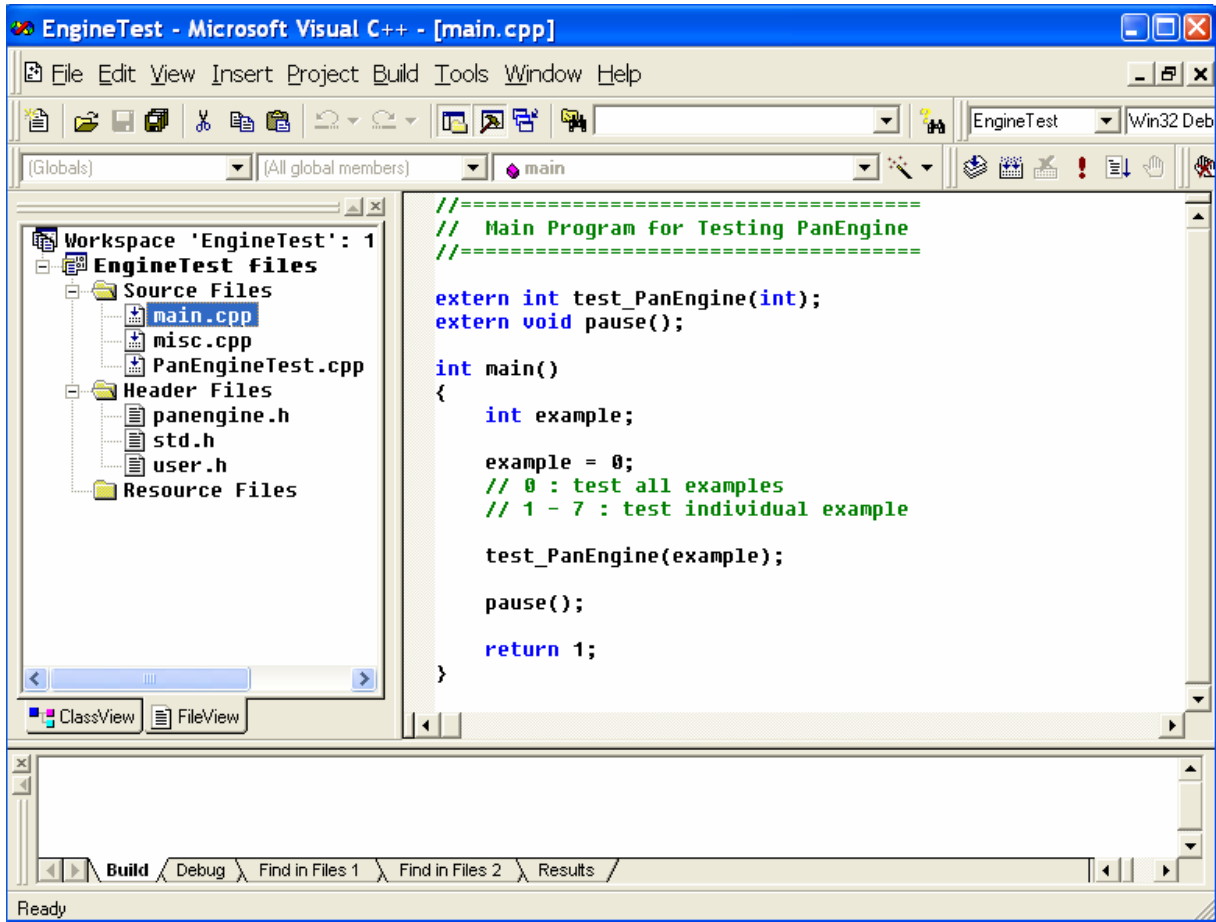 EngineTest - Microsoft Visual C++ - [main.cpp]
File Edit View Insert Project Build Tools Window Help
EngineTest Win32 Deb
(Globals) (All global members) main
Workspace 'EngineTest': 1
EngineTest files
Source Files
main.cpp
misc.cpp
PanEngineTest.cpp
Header Files
panengine.h
std.h
user.h
Resource Files
ClassView FileView
//=====================================
//  Main Program for Testing PanEngine
//=====================================
extern int test_PanEngine(int);
extern void pause();
int main()
{
    int example;
    example = 0;
    // 0 : test all examples
    // 1 - 7 : test individual example
    test_PanEngine(example);
    pause();
    return 1;
}
Build Debug Find in Files 1 Find in Files 2 Results
Ready